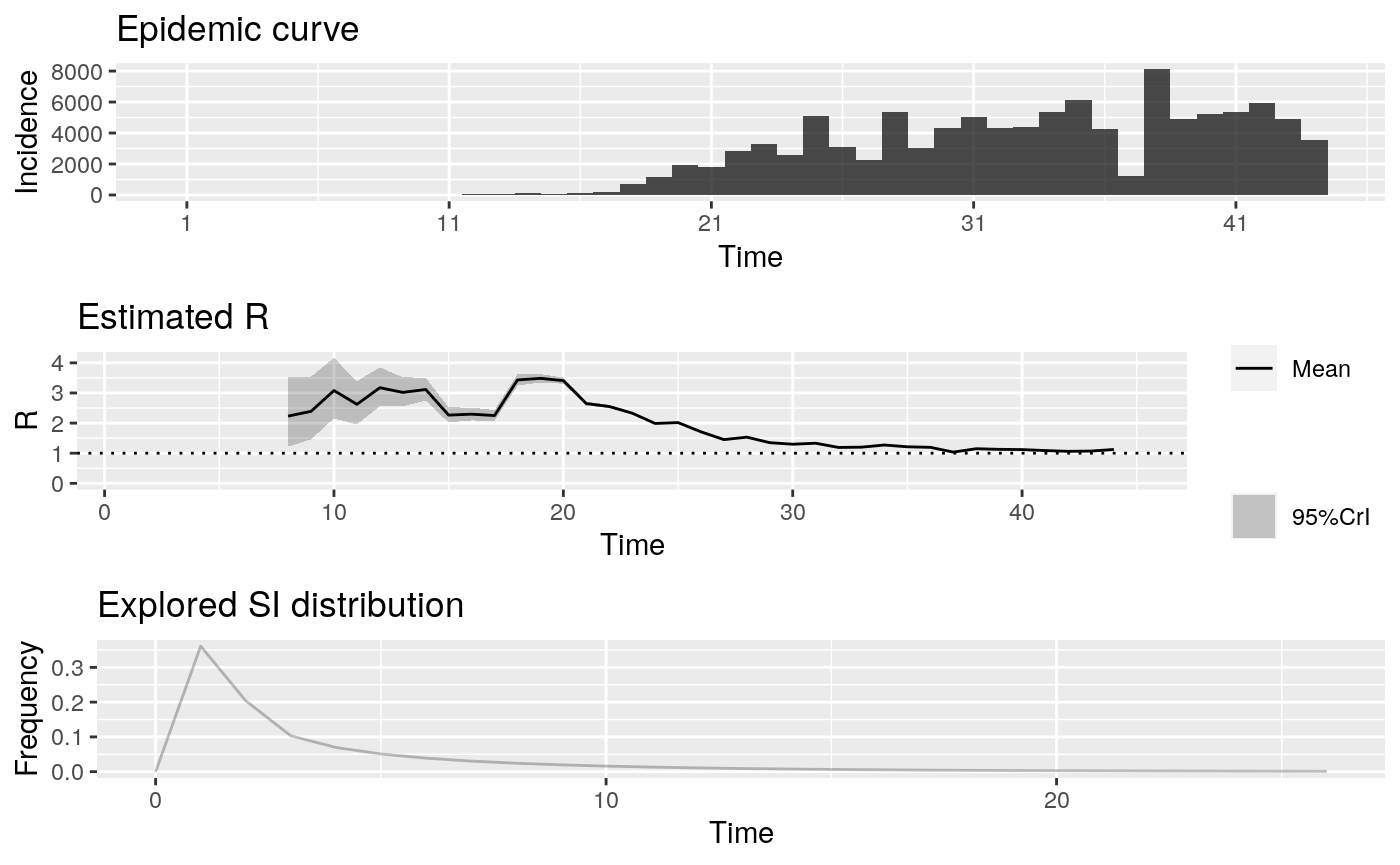 Epidemic curve
Incidence
8000
6000
4000
2000
0
1 11 21 31 41
Time
Estimated R
R
4
3
2
1
0
0 10 20 30 40
Time
Mean
95%CrI
Explored SI distribution
Frequency
0.3
0.2
0.1
0.0
0 10 20
Time